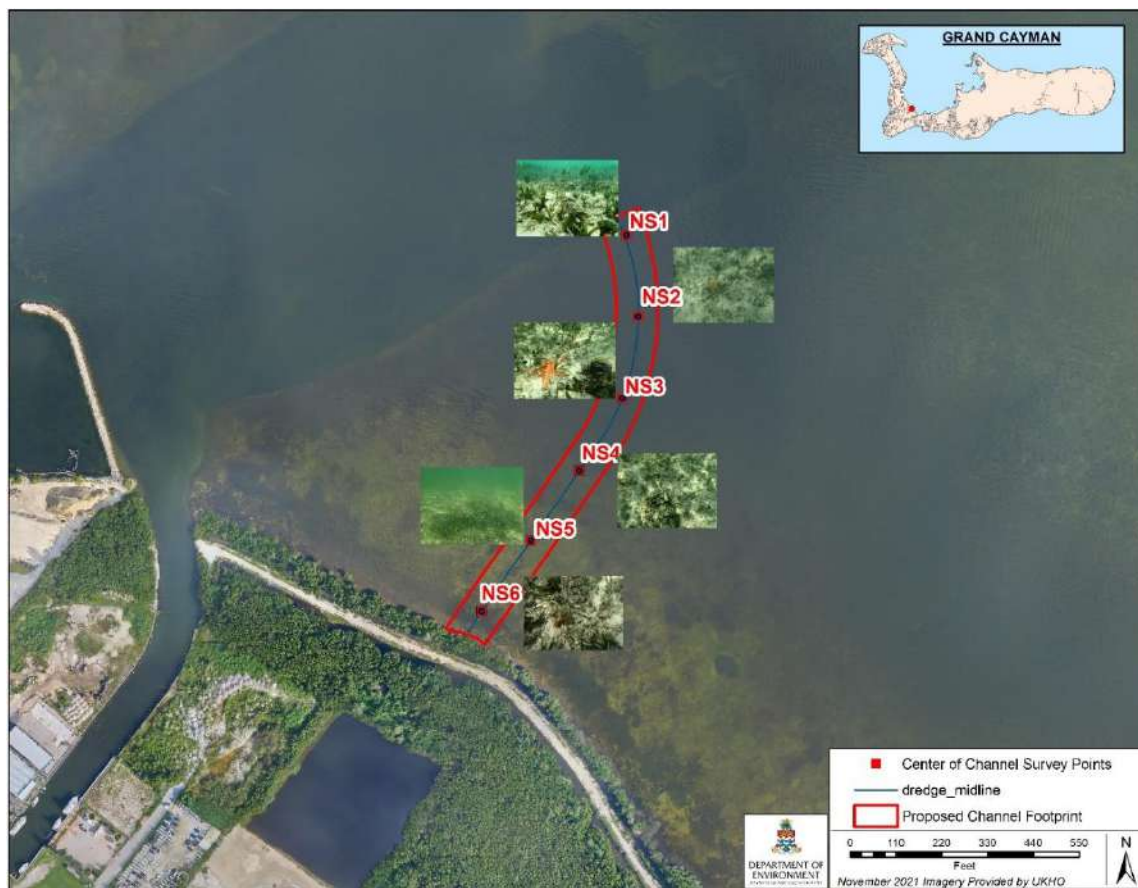 GRAND CAYMAN
NS1
NS2
NS3
NS4
NS5
NS6
Center of Channel Survey Points
dredge_midline
Proposed Channel Footprint
0 110 220 330 440 550
Feet
N
DEPARTMENT OF
ENVIRONMENT
November 2021 Imagery Provided by UKHO